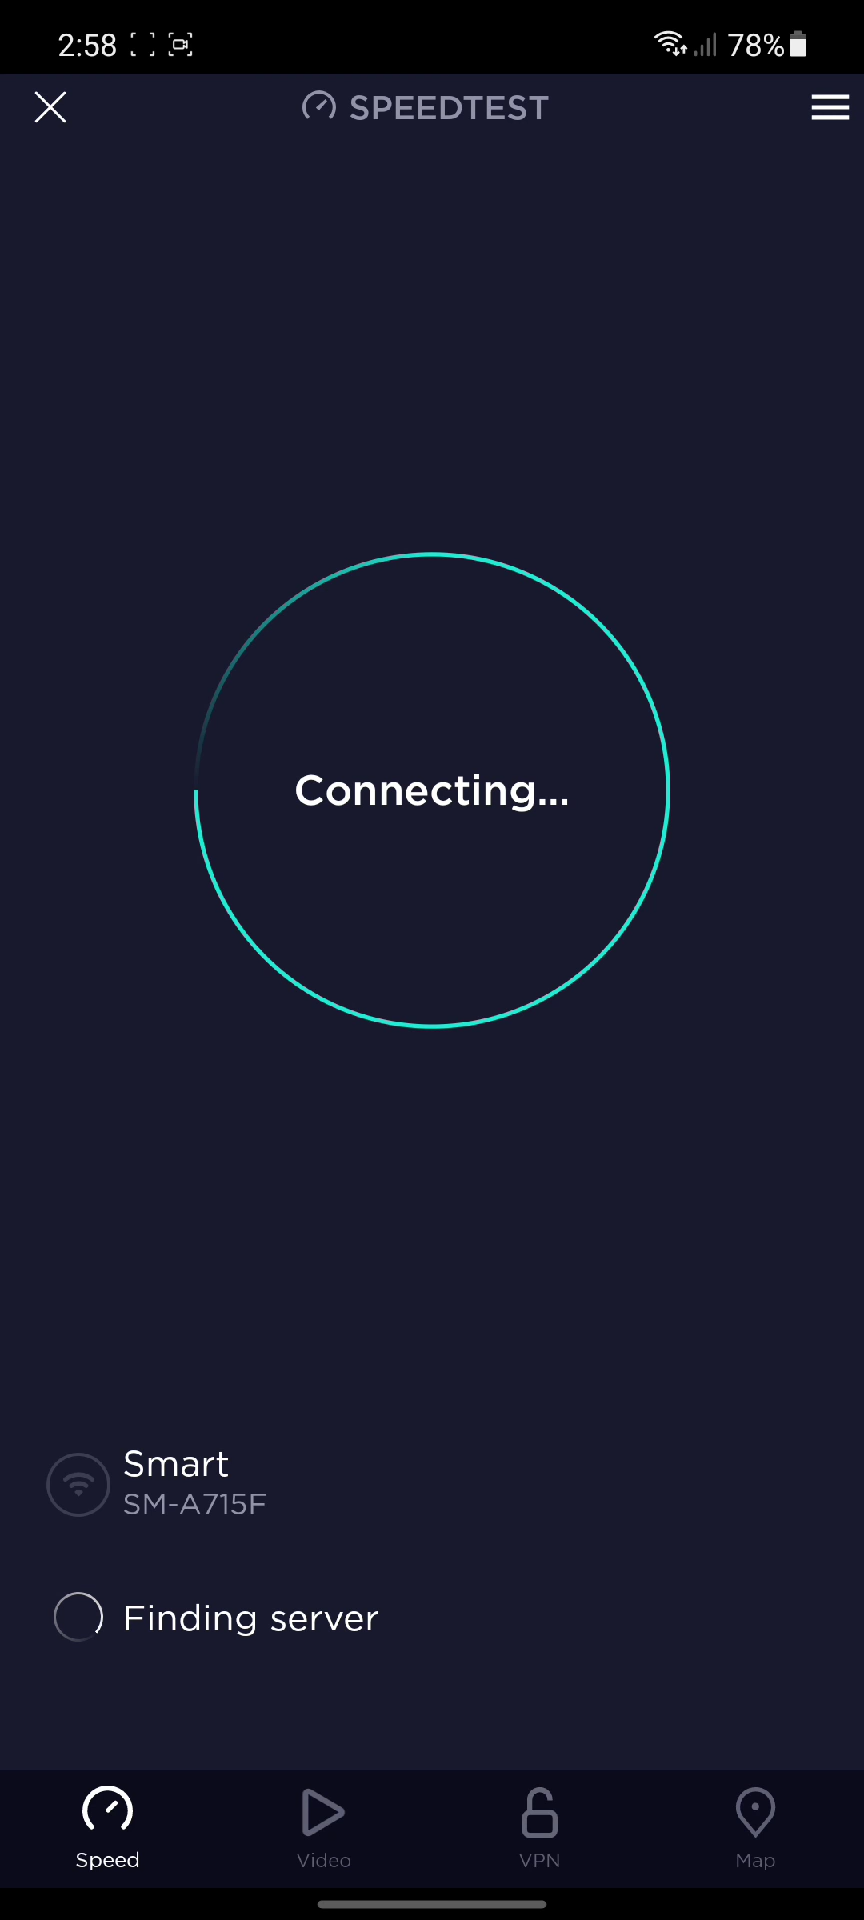 2:58 78%
SPEEDTEST
Connecting...
Smart
SM-A715F
Finding server
Speed Video VPN Map